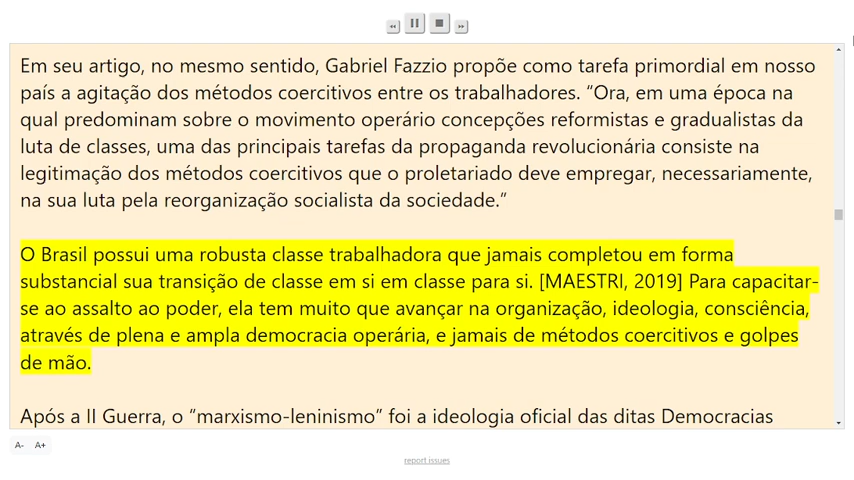 Em seu artigo, no mesmo sentido, Gabriel Fazzio propõe como tarefa primordial em nosso
país a agitação dos métodos coercitivos entre os trabalhadores. “Ora, em uma época na
qual predominam sobre o movimento operário concepções reformistas e gradualistas da
luta de classes, uma das principais tarefas da propaganda revolucionária consiste na
legitimação dos métodos coercitivos que o proletariado deve empregar, necessariamente,
na sua luta pela reorganização socialista da sociedade.”
O Brasil possui uma robusta classe trabalhadora que jamais completou em forma
substancial sua transição de classe em si em classe para si. [MAESTRI, 2019] Para capacitar-
se ao assalto ao poder, ela tem muito que avançar na organização, ideologia, consciência,
através de plena e ampla democracia operária, e jamais de métodos coercitivos e golpes
de mão.
Após a II Guerra, o “marxismo-leninismo” foi a ideologia oficial das ditas Democracias
A- A+
report issues